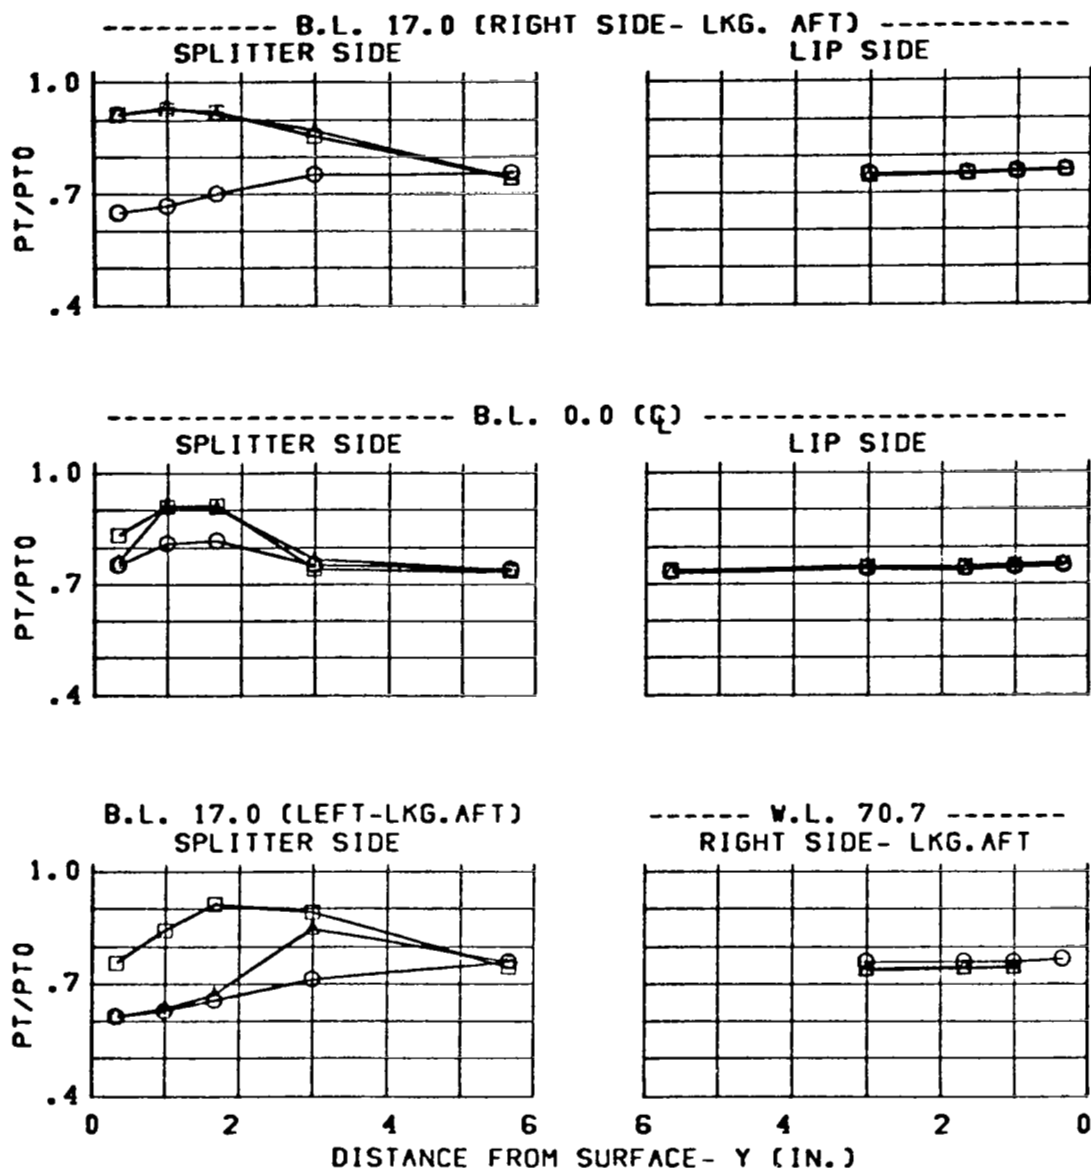 ---------- B.L. 17.0 (RIGHT SIDE- LKG. AFT) ----------
SPLITTER SIDE LIP SIDE
1.0
.7
.4
PT/PTO
-------------------- B.L. 0.0 (℄) --------------------
SPLITTER SIDE LIP SIDE
1.0
.7
.4
PT/PTO
B.L. 17.0 (LEFT-LKG.AFT) ------ W.L. 70.7 -------
SPLITTER SIDE RIGHT SIDE- LKG.AFT
1.0
.7
.4
PT/PTO
0 2 4 6 6 4 2 0
DISTANCE FROM SURFACE- Y (IN.)